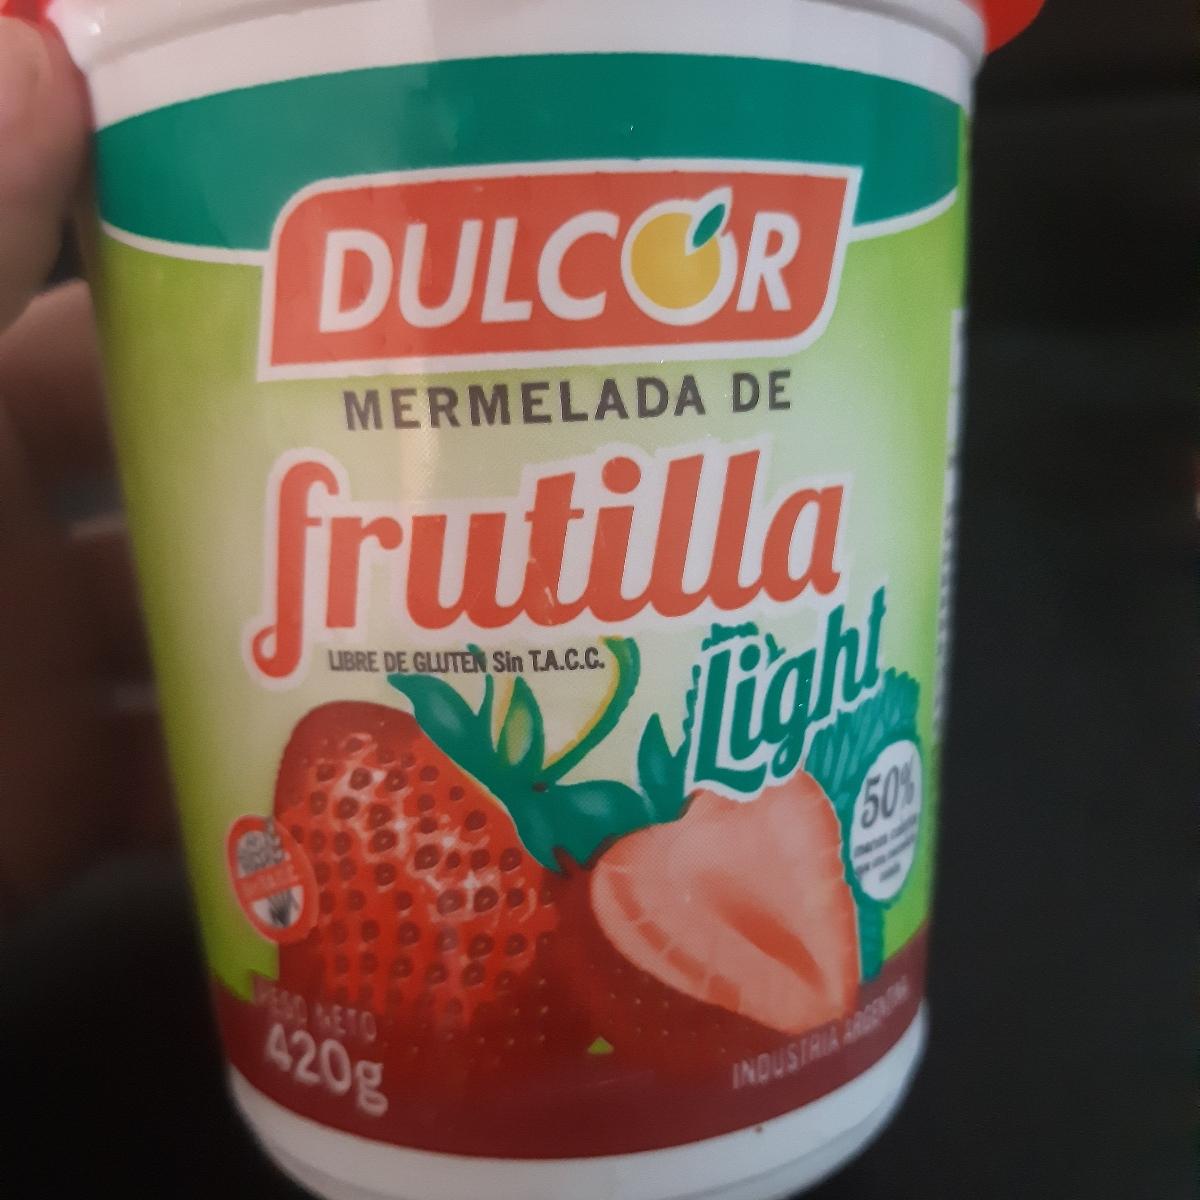 DULCOR
MERMELADA DE
frutilla
LIBRE DE GLUTEN Sin T.A.C.C.
Light
50%
PESO NETO
420g
INDUSTRIA ARGENTINA